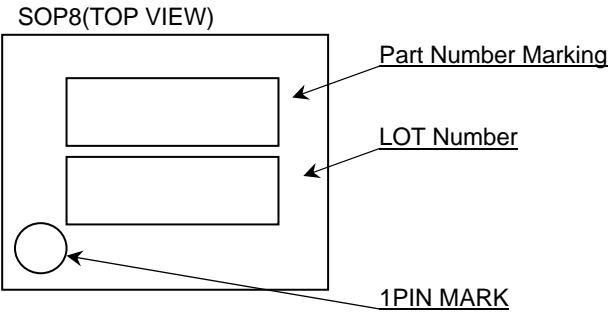 SOP8(TOP VIEW)
Part Number Marking
LOT Number
1PIN MARK